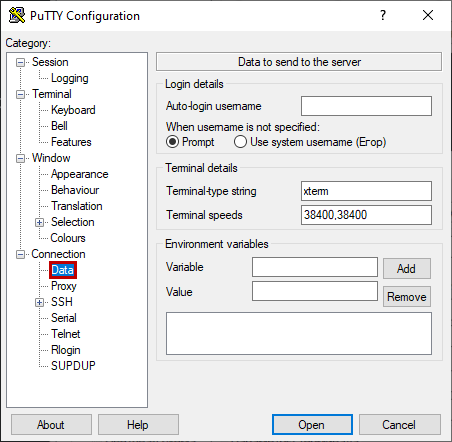 PuTTY Configuration
?
Category:
Session
Logging
Terminal
Keyboard
Bell
Features
Window
Appearance
Behaviour
Translation
Selection
Colours
Connection
Data
Proxy
SSH
Serial
Telnet
Rlogin
SUPDUP
Data to send to the server
Login details
Auto-login username
When username is not specified:
Prompt
Use system username (Егор)
Terminal details
Terminal-type string
xterm
Terminal speeds
38400,38400
Environment variables
Variable
Add
Value
Remove
About
Help
Open
Cancel